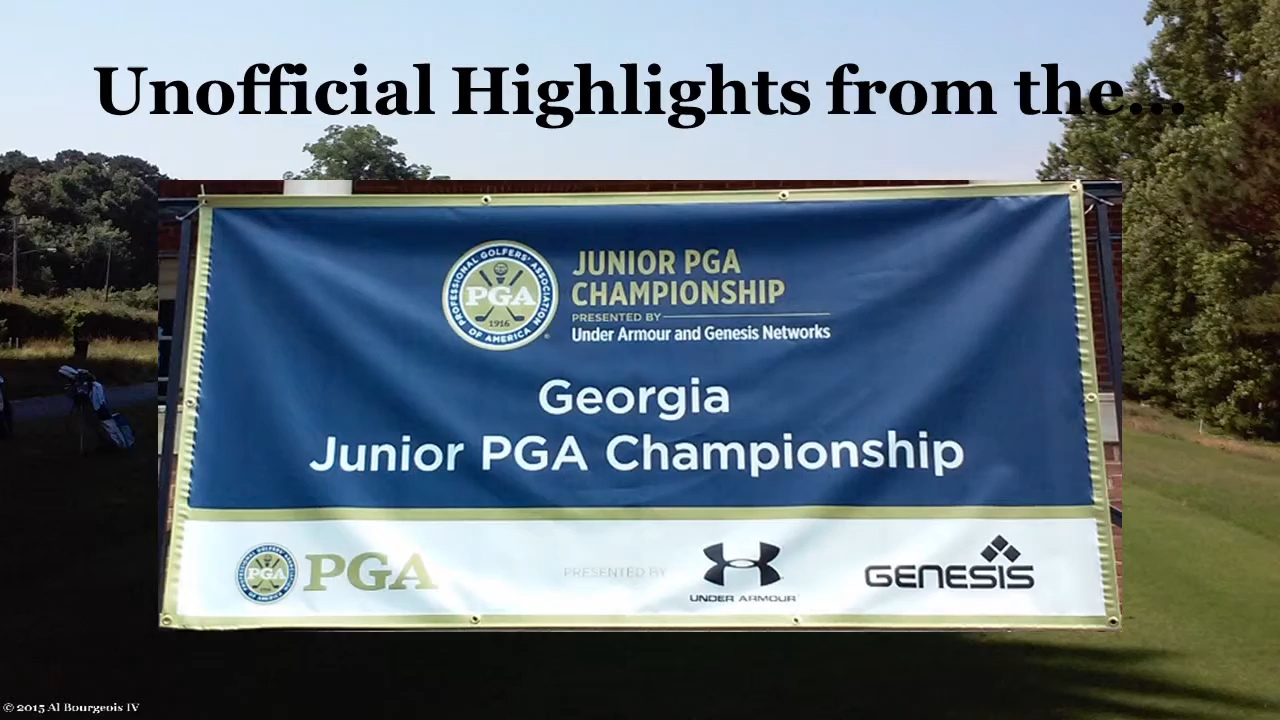 Unofficial Highlights from the...
PROFESSIONAL GOLFERS' ASSOCIATION
PGA
1916
OF AMERICA
JUNIOR PGA
CHAMPIONSHIP
PRESENTED BY
Under Armour and Genesis Networks
Georgia
Junior PGA Championship
PGA
PGA
PRESENTED BY
UNDER ARMOUR
GENESIS
© 2015 Al Bourgeois IV